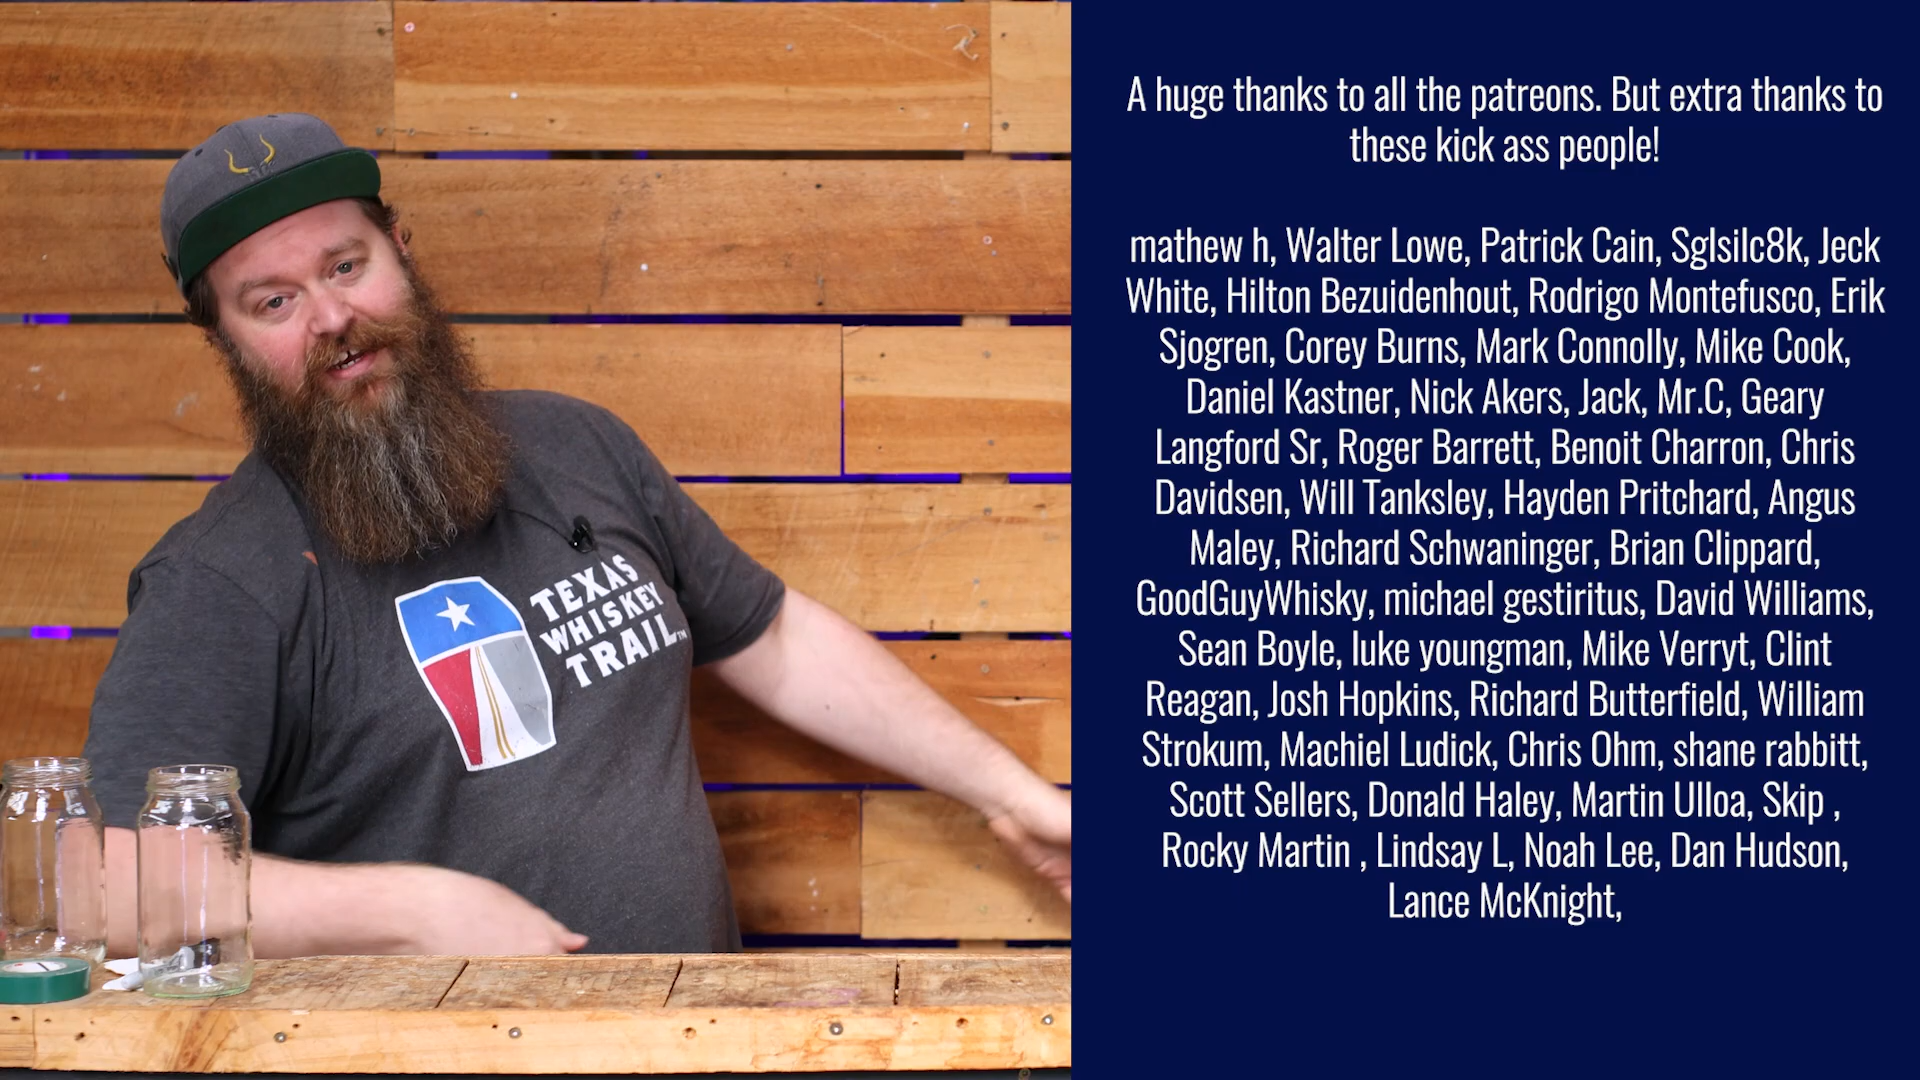 A huge thanks to all the patreons. But extra thanks to
these kick ass people!
mathew h, Walter Lowe, Patrick Cain, Sglsilc8k, Jeck
White, Hilton Bezuidenhout, Rodrigo Montefusco, Erik
Sjogren, Corey Burns, Mark Connolly, Mike Cook,
Daniel Kastner, Nick Akers, Jack, Mr.C, Geary
Langford Sr, Roger Barrett, Benoit Charron, Chris
Davidsen, Will Tanksley, Hayden Pritchard, Angus
Maley, Richard Schwaninger, Brian Clippard,
GoodGuyWhisky, michael gestiritus, David Williams,
Sean Boyle, luke youngman, Mike Verryt, Clint
Reagan, Josh Hopkins, Richard Butterfield, William
Strokum, Machiel Ludick, Chris Ohm, shane rabbitt,
Scott Sellers, Donald Haley, Martin Ulloa, Skip ,
Rocky Martin , Lindsay L, Noah Lee, Dan Hudson,
Lance McKnight,
TEXAS
WHISKEY
TRAIL™